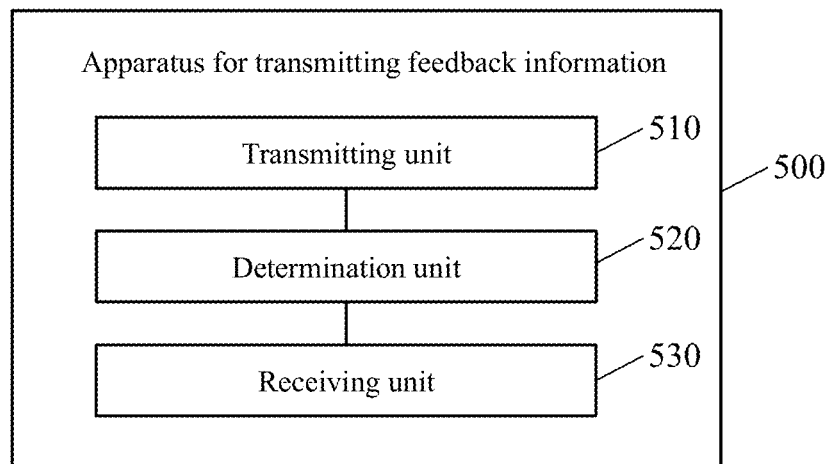 Apparatus for transmitting feedback information
Transmitting unit
510
500
Determination unit
520
Receiving unit
530